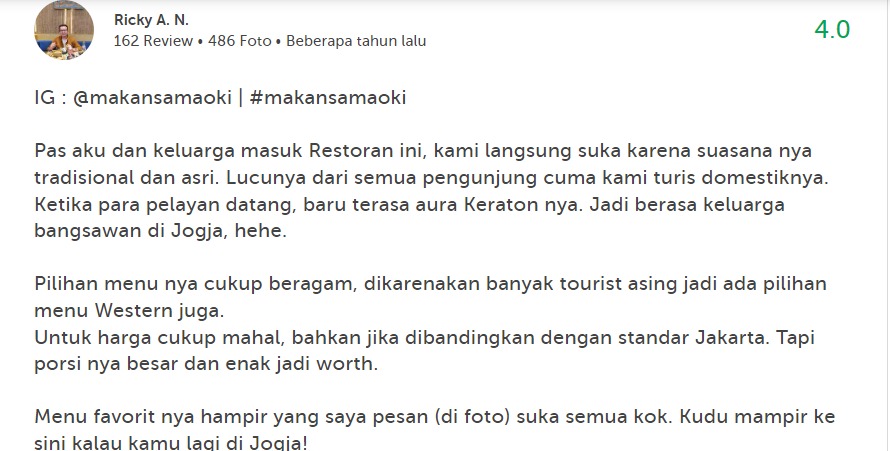 Ricky A. N.
162 Review • 486 Foto • Beberapa tahun lalu
4.0
IG : @makansamaoki | #makansamaoki
Pas aku dan keluarga masuk Restoran ini, kami langsung suka karena suasana nya
tradisional dan asri. Lucunya dari semua pengunjung cuma kami turis domestiknya.
Ketika para pelayan datang, baru terasa aura Keraton nya. Jadi berasa keluarga
bangsawan di Jogja, hehe.
Pilihan menu nya cukup beragam, dikarenakan banyak tourist asing jadi ada pilihan
menu Western juga.
Untuk harga cukup mahal, bahkan jika dibandingkan dengan standar Jakarta. Tapi
porsi nya besar dan enak jadi worth.
Menu favorit nya hampir yang saya pesan (di foto) suka semua kok. Kudu mampir ke
sini kalau kamu lagi di Jogja!